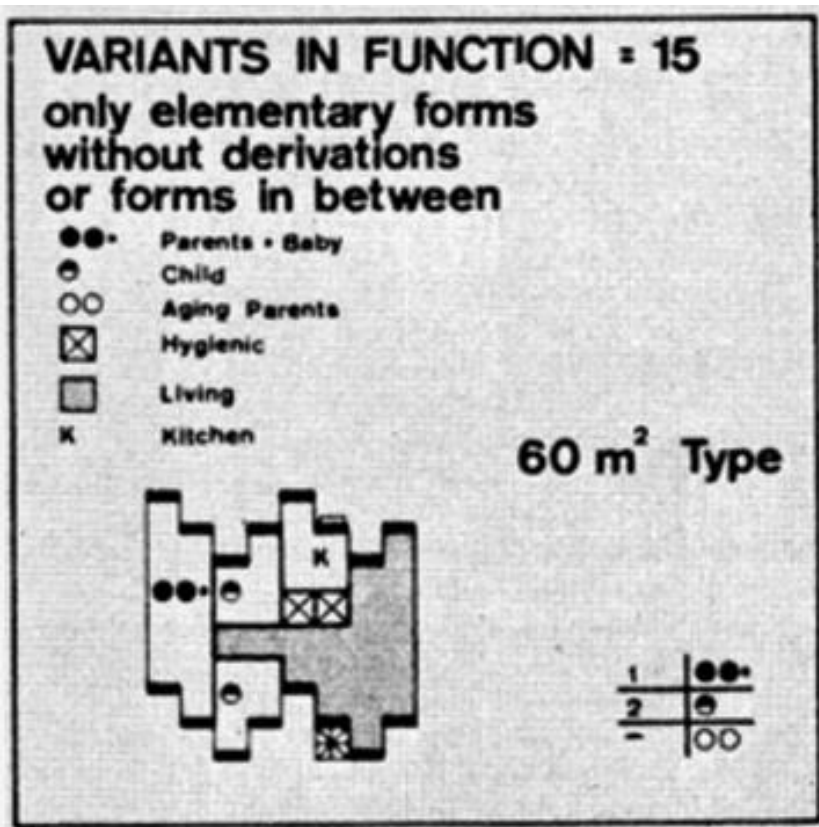 VARIANTS IN FUNCTION = 15
only elementary forms
without derivations
or forms in between
Parents • Baby
Child
Aging Parents
Hygienic
Living
K Kitchen
60 m² Type
K
1
2
–